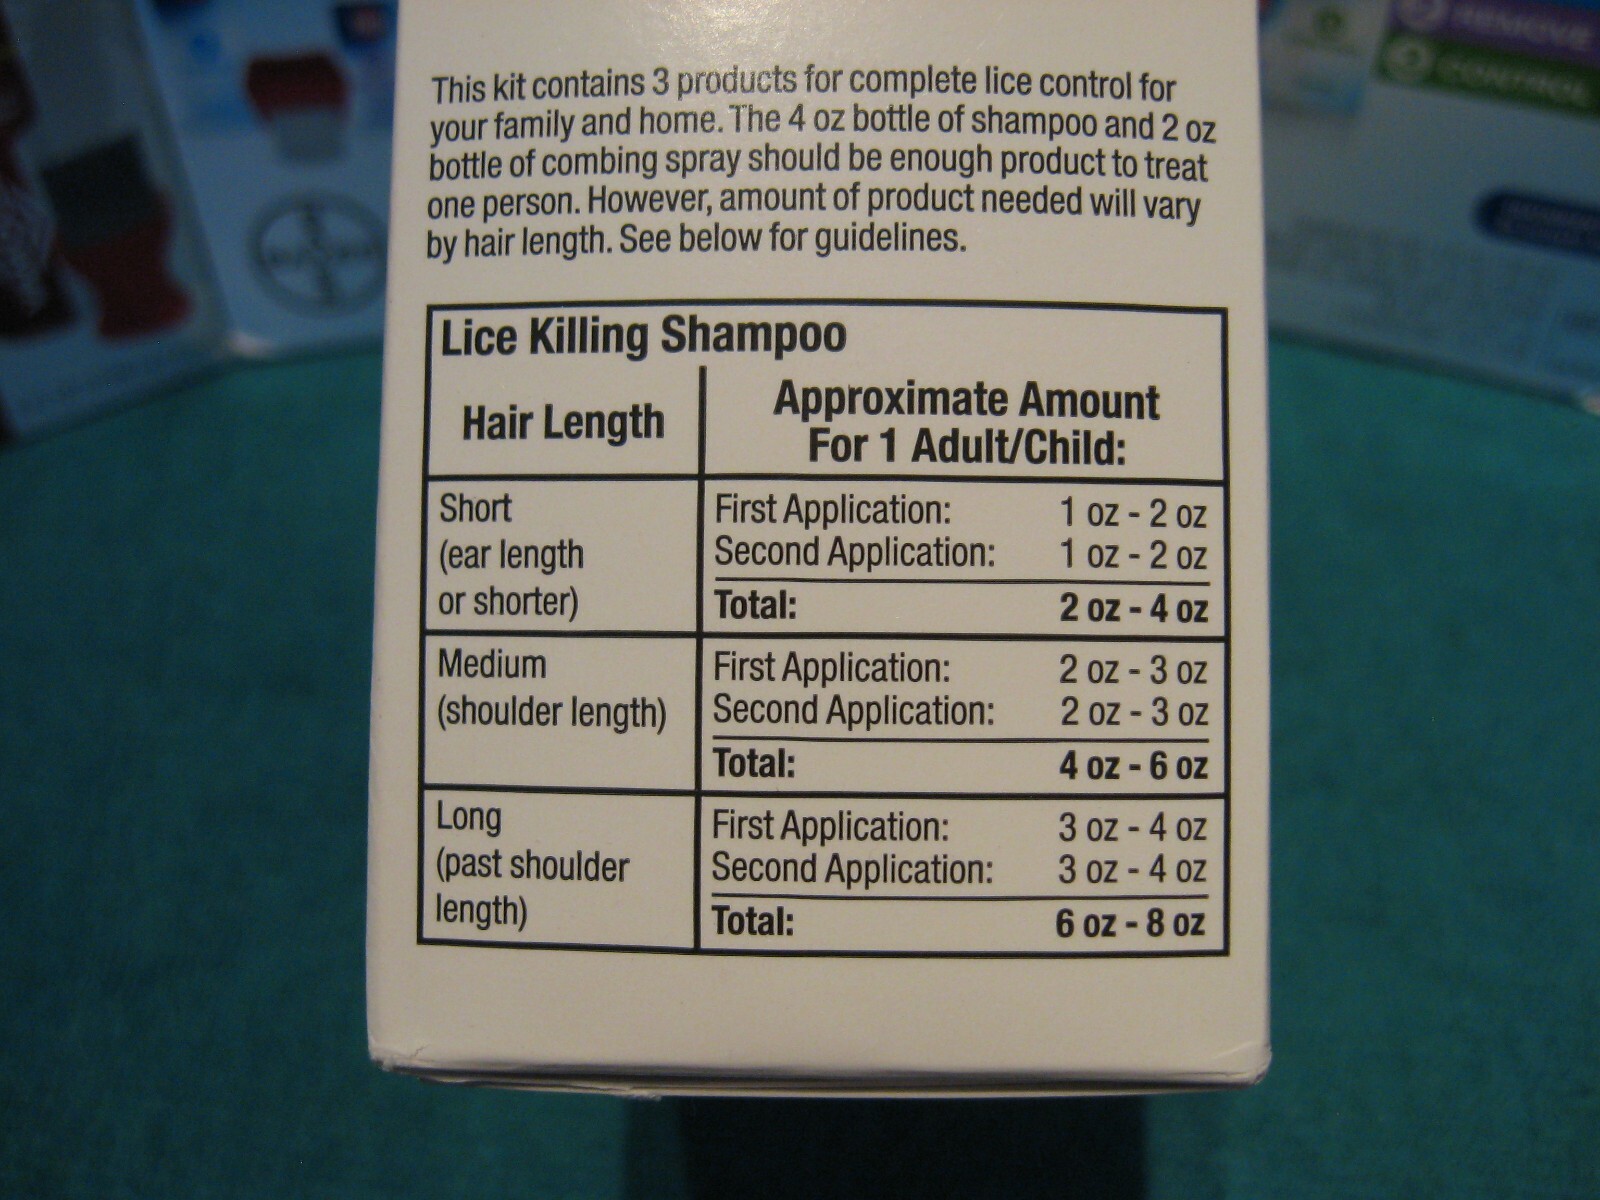 This kit contains 3 products for complete lice control for
your family and home. The 4 oz bottle of shampoo and 2 oz
bottle of combing spray should be enough product to treat
one person. However, amount of product needed will vary
by hair length. See below for guidelines.
Lice Killing Shampoo
Hair Length
Approximate Amount
For 1 Adult/Child:
Short
(ear length
or shorter)
First Application: 1 oz - 2 oz
Second Application: 1 oz - 2 oz
Total: 2 oz - 4 oz
Medium
(shoulder length)
First Application: 2 oz - 3 oz
Second Application: 2 oz - 3 oz
Total: 4 oz - 6 oz
Long
(past shoulder
length)
First Application: 3 oz - 4 oz
Second Application: 3 oz - 4 oz
Total: 6 oz - 8 oz
REMOVE
CONTROL
BAYER